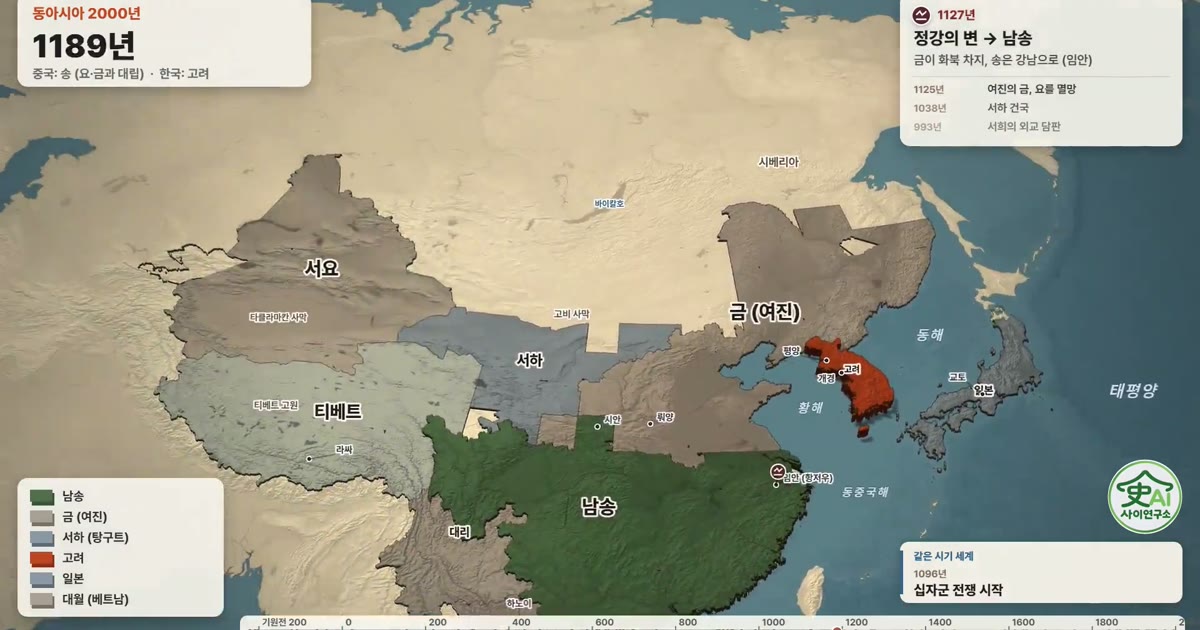 동아시아 2000년
1189년
중국: 송 (요·금과 대립) · 한국: 고려
1127년
정강의 변 → 남송
금이 화북 차지, 송은 강남으로 (임안)
1125년 여진의 금, 요를 멸망
1038년 서하 건국
993년 서희의 외교 담판
시베리아
바이칼호
서요
타클라마칸 사막
고비 사막
금 (여진)
서하
동해
평양
개경
고려
교토
일본
태평양
황해
티베트 고원
티베트
라싸
시안
뤄양
임안 (항저우)
동중국해
남송
대리
하노이
남송
금 (여진)
서하 (탕구트)
고려
일본
대월 (베트남)
史AI
사이연구소
같은 시기 세계
1096년
십자군 전쟁 시작
기원전 200 0 200 400 600 800 1000 1200 1400 1600 1800 2